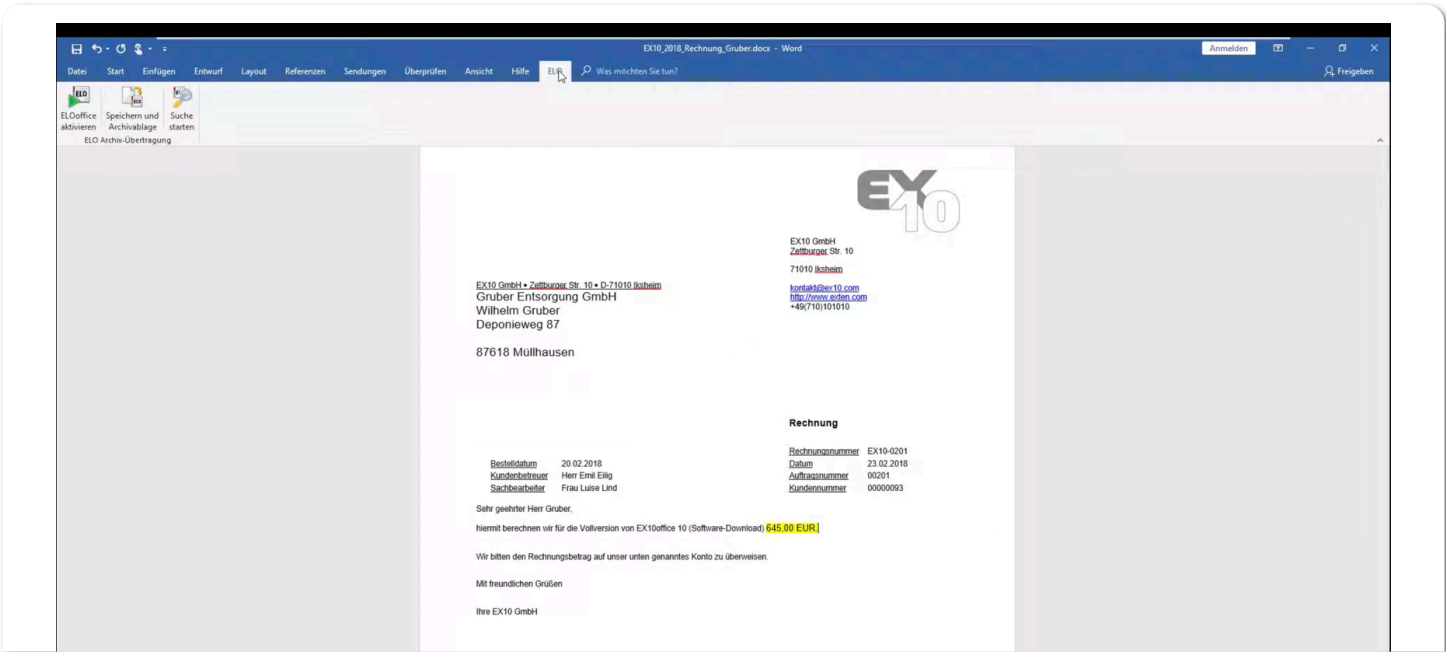 EX10_2018_Rechnung_Gruber.docx - Word
Anmelden
Datei Start Einfügen Entwurf Layout Referenzen Sendungen Überprüfen Ansicht Hilfe ELO Was möchten Sie tun? Freigeben
ELO ELO
ELOoffice aktivieren
Speichern und Archivablage
Suche starten
ELO Archiv-Übertragung
EX10
EX10 GmbH
Zettburger Str. 10
71010 Iksheim
kontakt@ex10.com
http://www.exten.com
+49(710)101010
EX10 GmbH • Zettburger Str. 10 • D-71010 Iksheim
Gruber Entsorgung GmbH
Wilhelm Gruber
Deponieweg 87
87618 Müllhausen
Rechnung
Rechnungsnummer EX10-0201
Datum 23.02.2018
Auftragsnummer 00201
Kundennummer 00000093
Bestelldatum 20.02.2018
Kundenbetreuer Herr Emil Eilig
Sachbearbeiter Frau Luise Lind
Sehr geehrter Herr Gruber,
hiermit berechnen wir für die Vollversion von EX10office 10 (Software-Download) 645,00 EUR.
Wir bitten den Rechnungsbetrag auf unser unten genanntes Konto zu überweisen.
Mit freundlichen Grüßen
Ihre EX10 GmbH